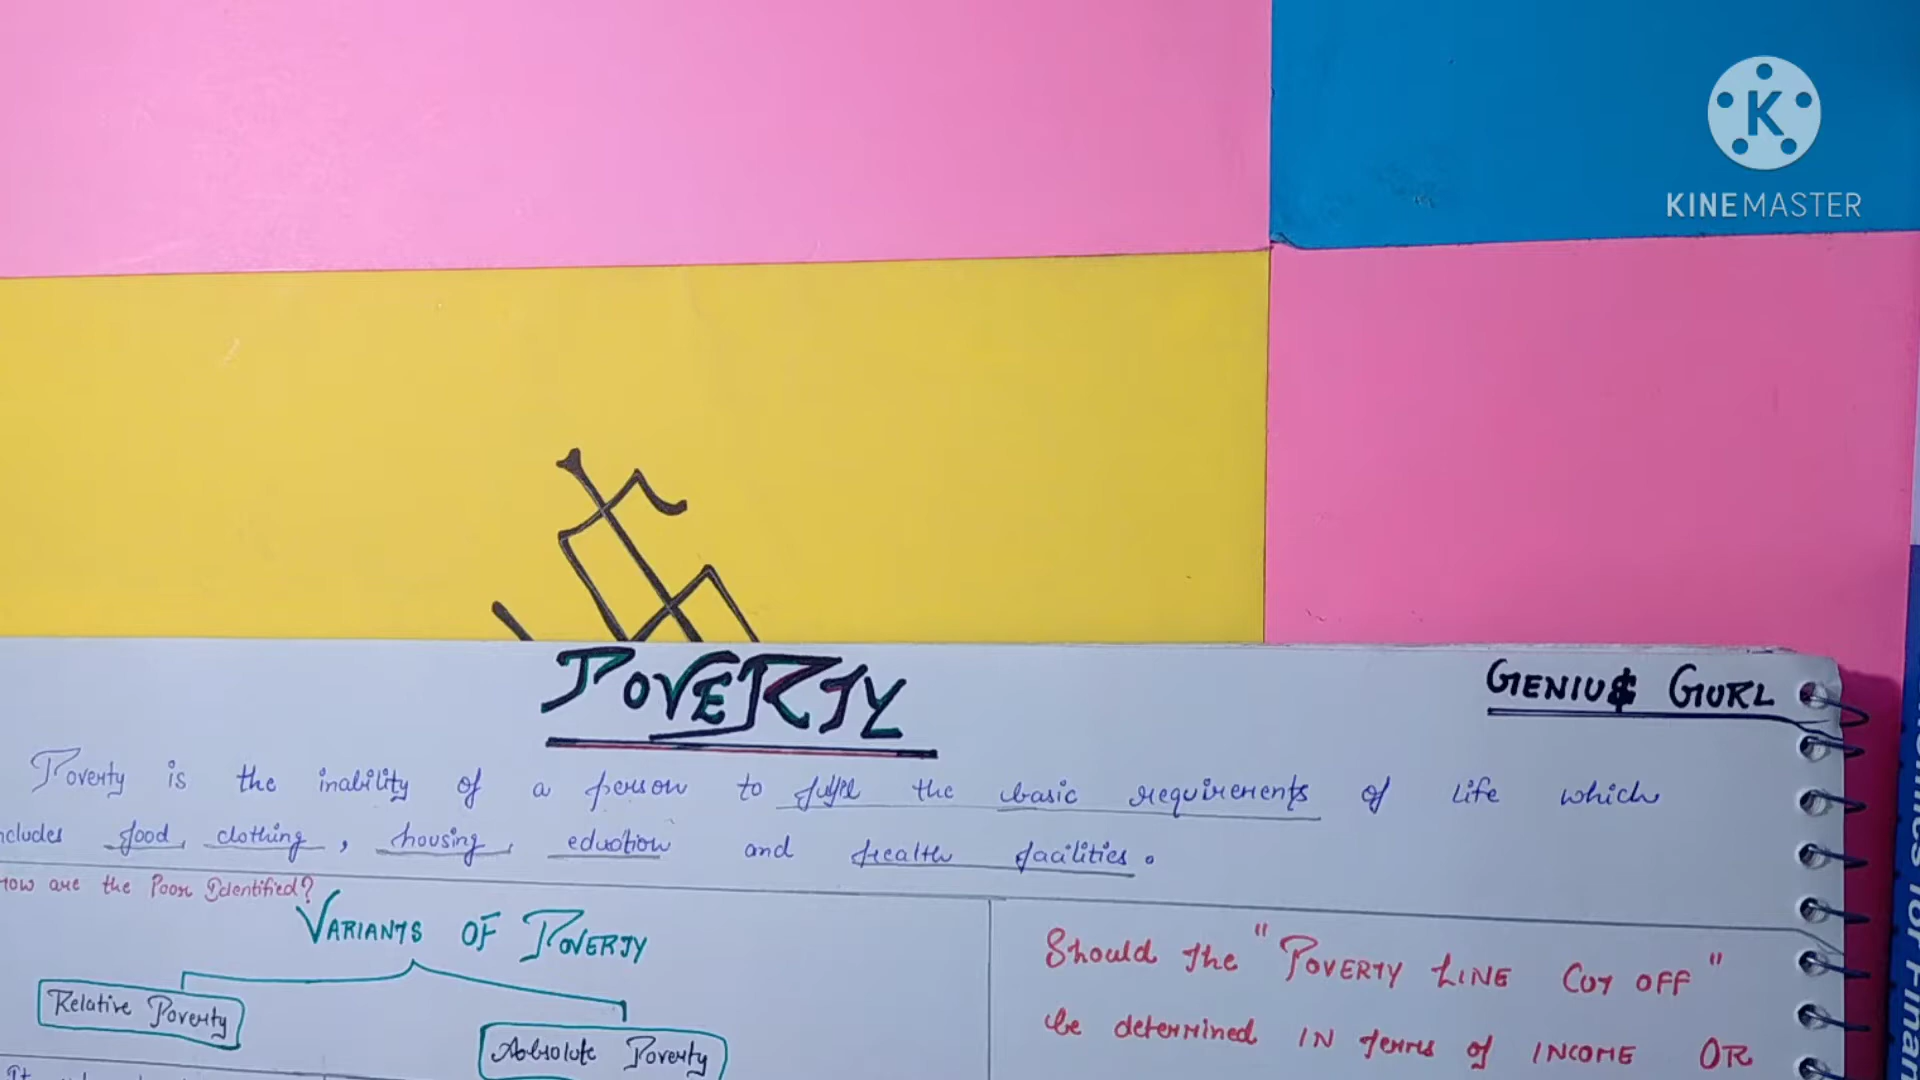 KINEMASTER
POVERTY
GENIU$ GURL
Poverty is the inability of a person to fulfil the basic requirements of life which
ncludes food, clothing, housing, eduction and health facilities.
How are the Poor Identified?
VARIANTS OF POVERTY
Relative Poverty
Absolute Poverty
Should the "POVERTY LINE CUT OFF"
be determined IN terms of INCOME OR